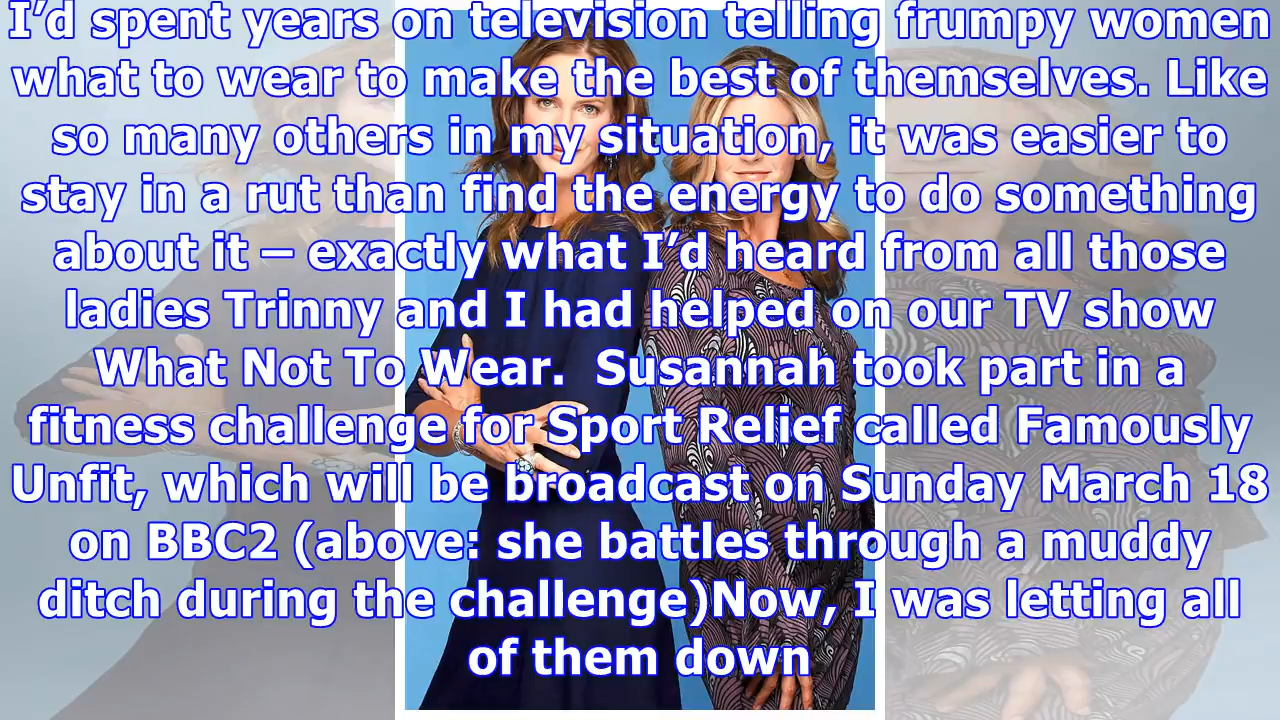 I’d spent years on television telling frumpy women
what to wear to make the best of themselves. Like
so many others in my situation, it was easier to
stay in a rut than find the energy to do something
about it – exactly what I’d heard from all those
ladies Trinny and I had helped on our TV show
What Not To Wear.  Susannah took part in a
fitness challenge for Sport Relief called Famously
Unfit, which will be broadcast on Sunday March 18
on BBC2 (above: she battles through a muddy
ditch during the challenge)Now, I was letting all
of them down